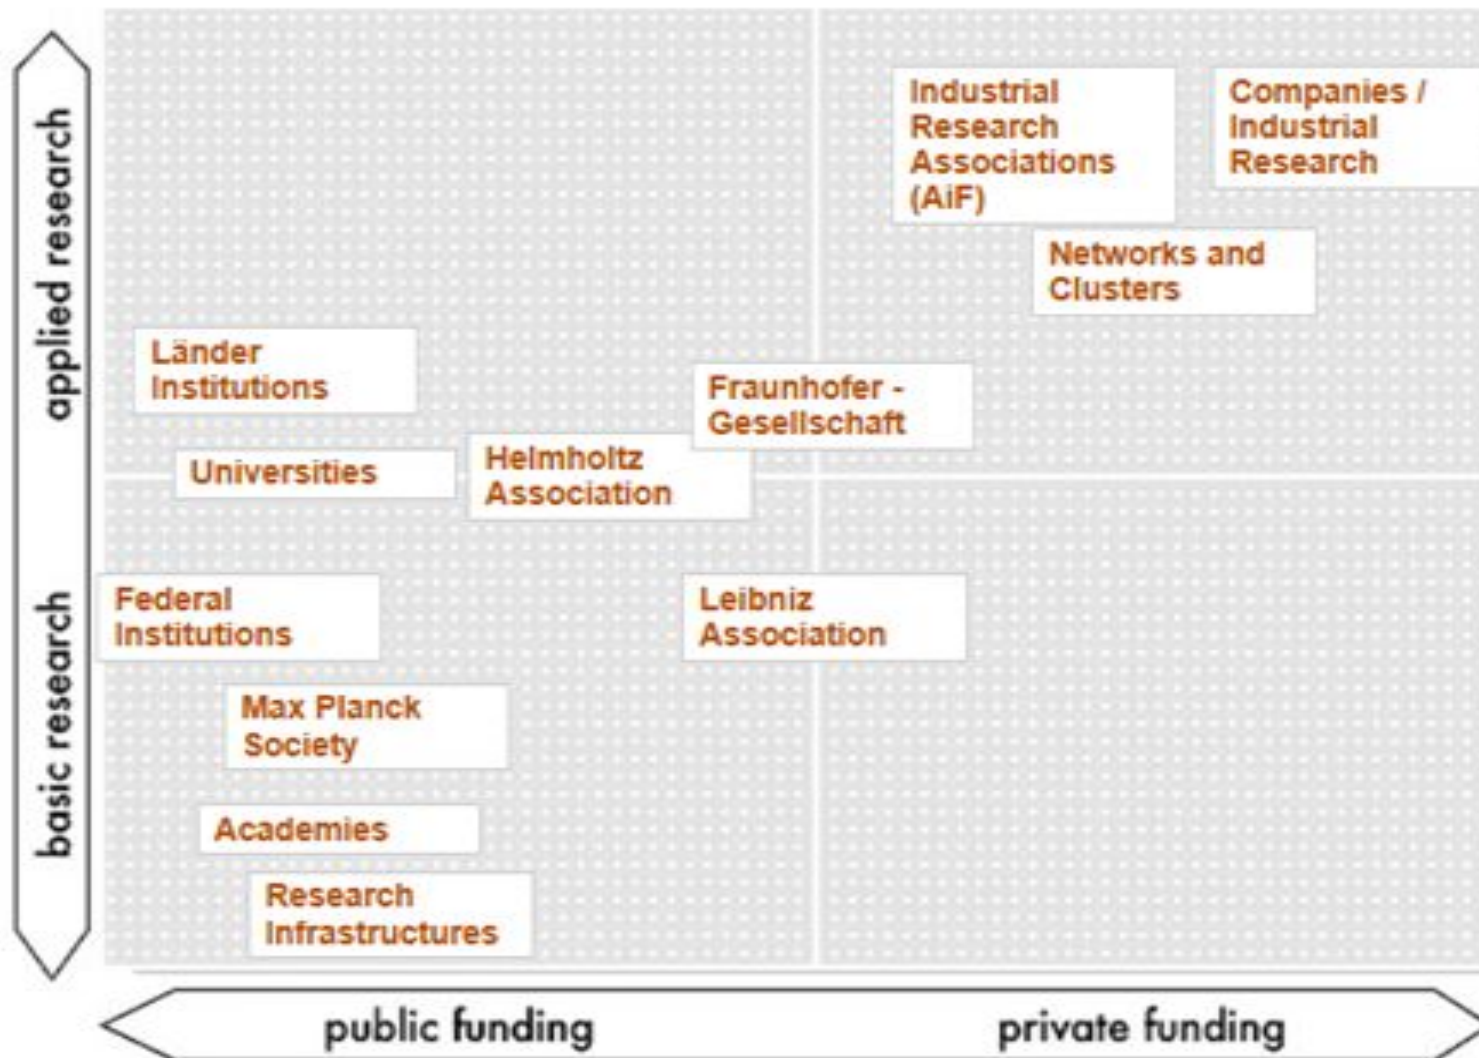 applied research
basic research
Industrial
Research
Associations
(AiF)
Companies /
Industrial
Research
Networks and
Clusters
Länder
Institutions
Fraunhofer -
Gesellschaft
Universities
Helmholtz
Association
Federal
Institutions
Leibniz
Association
Max Planck
Society
Academies
Research
Infrastructures
public funding
private funding